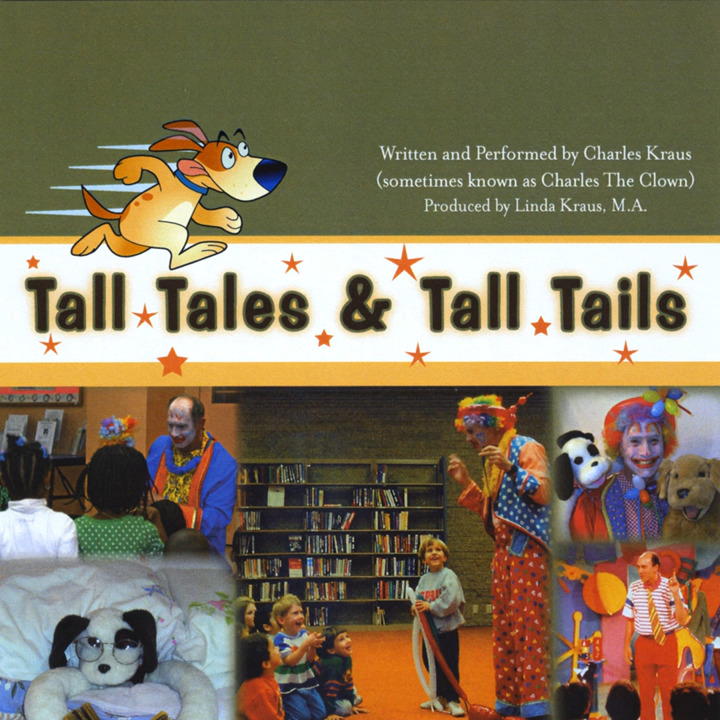 Written and Performed by Charles Kraus
(sometimes known as Charles The Clown)
Produced by Linda Kraus, M.A.
Tall Tales & Tall Tails